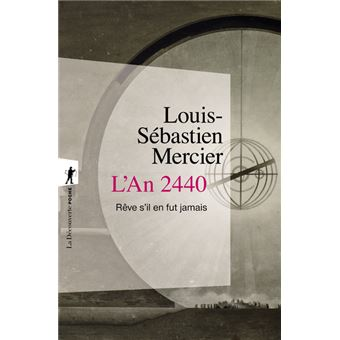 Louis-
Sébastien
Mercier
L'An 2440
Rêve s'il en fut jamais
La Découverte POCHE